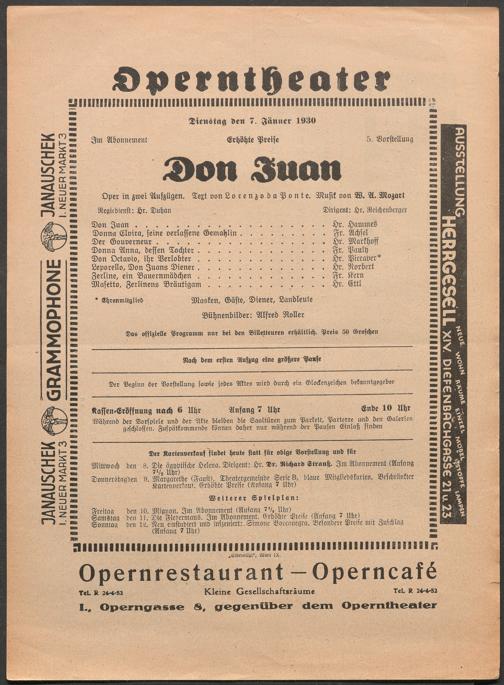 Operntheater
Dienstag den 7. Jänner 1930
Im Abonnement Erhöhte Preise 5. Vorstellung
Don Juan
Oper in zwei Aufzügen. Text von Lorenzo da Ponte. Musik von W. A. Mozart
Regiedienst: Hr. Duhan Dirigent: Hr. Reichenberger
Don Juan Hr. Hammes
Donna Elvira, seine verlassene Gemahlin Fr. Achsel
Der Gouverneur Hr. Markhoff
Donna Anna, dessen Tochter Fr. Pauly
Don Octavio, ihr Verlobter Hr. Piccaver*
Leporello, Don Juans Diener Hr. Norbert
Zerline, ein Bauernmädchen Fr. Kern
Masetto, Zerlinens Bräutigam Hr. Ettl
* Ehrenmitglied Masken, Gäste, Diener, Landleute
Bühnenbilder: Alfred Roller
Das offizielle Programm nur bei den Billetteuren erhältlich. Preis 50 Groschen
Nach dem ersten Aufzug eine größere Pause
Der Beginn der Vorstellung sowie jedes Aktes wird durch ein Glockenzeichen bekanntgegeben
Kassen-Eröffnung nach 6 Uhr Anfang 7 Uhr Ende 10 Uhr
Während der Vorspiele und der Akte bleiben die Saaltüren zum Parkett, Parterre und den Galerien
geschlossen. Zuspätkommende können daher nur während der Pausen Einlaß finden
Der Kartenverkauf findet heute statt für obige Vorstellung und für
Mittwoch den 8. Die ägyptische Helena. Dirigent: Hr. Dr. Richard Strauß. Im Abonnement (Anfang
7½ Uhr)
Donnerstag den 9. Margarethe (Faust). Theatergemeinde Serie B, blaue Mitgliedskarten. Beschränkter
Kartenverkauf. Erhöhte Preise (Anfang 7 Uhr)
Weiterer Spielplan:
Freitag den 10. Mignon. Im Abonnement (Anfang 7½ Uhr)
Samstag den 11. Die Fledermaus. Im Abonnement. Erhöhte Preise (Anfang 7 Uhr)
Sonntag den 12. Neu einstudiert und inszeniert: Simone Boccanegra. Besondere Preise mit Zuschlag
(Anfang 7 Uhr)
Wien IX.
Opernrestaurant – Operncafé
Tel. R 26-4-52 Kleine Gesellschaftsräume Tel. R 26-4-52
I., Operngasse 8, gegenüber dem Operntheater
JANAUSCHEK
I. NEUER MARKT 3
GRAMMOPHONE
JANAUSCHEK
I. NEUER MARKT 3
AUSSTELLUNG
HERRGESELL XIV. DIEFENBACHGASSE 21 u. 23
NEUE WOHNRÄUME EINZELMÖBEL